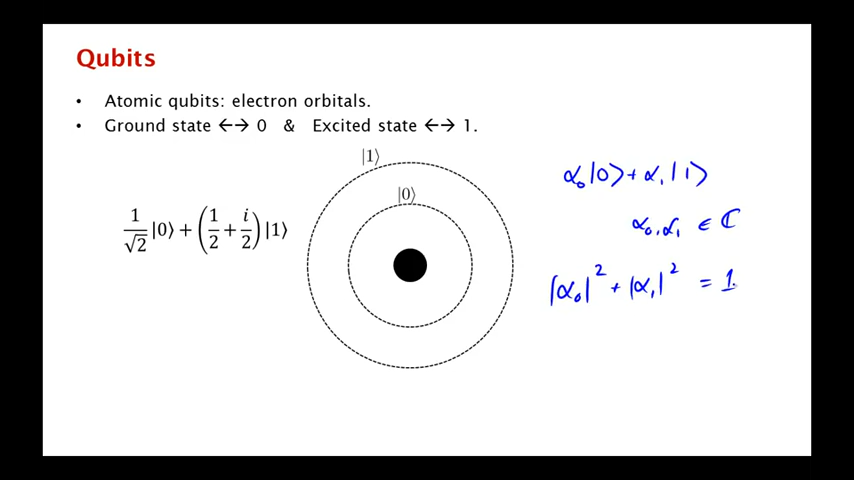 Qubits
• Atomic qubits: electron orbitals.
• Ground state ←→ 0 & Excited state ←→ 1.
|1⟩
|0⟩
1/√2 |0⟩ + (1/2 + i/2) |1⟩
α₀|0⟩ + α₁|1⟩
α₀, α₁ ∈ ℂ
|α₀|² + |α₁|² = 1.